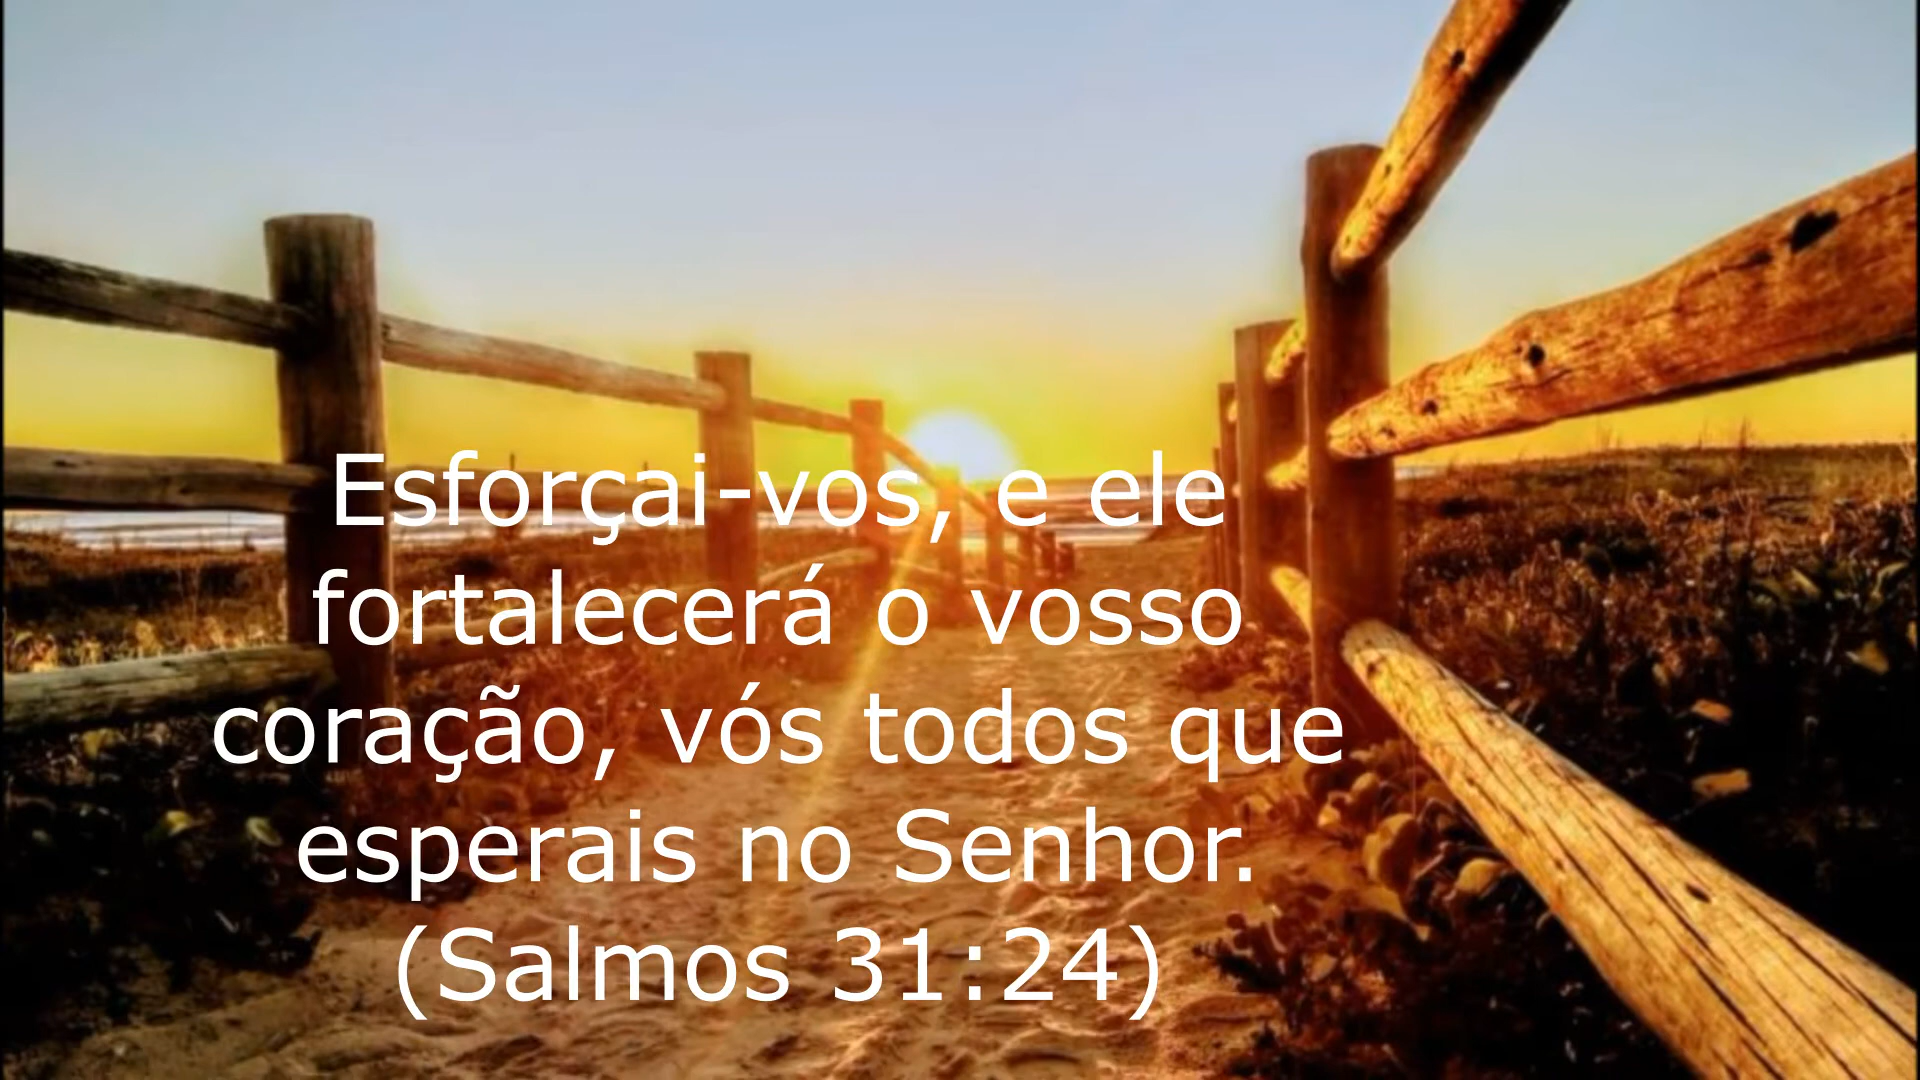 Esforçai-vos, e ele
fortalecerá o vosso
coração, vós todos que
esperais no Senhor.
(Salmos 31:24)